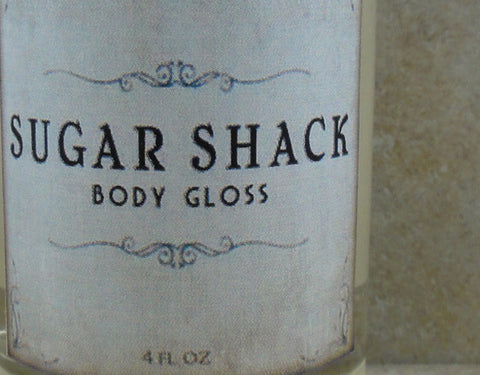 SUGAR SHACK
BODY GLOSS
4 FL OZ